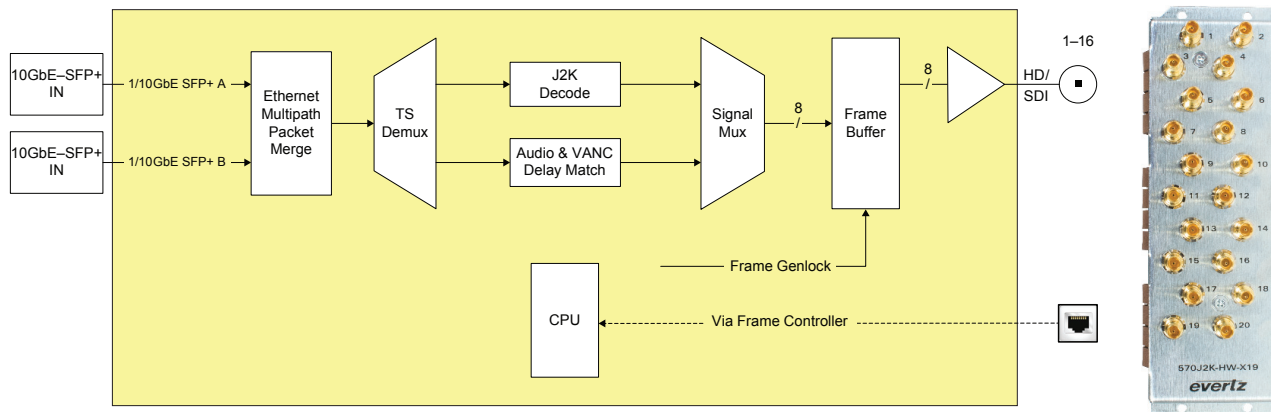 10GbE–SFP+
IN
1/10GbE SFP+ A
10GbE–SFP+
IN
1/10GbE SFP+ B
Ethernet
Multipath
Packet
Merge
TS
Demux
J2K
Decode
Audio & VANC
Delay Match
Signal
Mux
8
/
Frame
Buffer
8
/
HD/
SDI
1–16
Frame Genlock
CPU
Via Frame Controller
1 2
3 4
5 6
7 8
9 10
11 12
13 14
15 16
17 18
19 20
570J2K-HW-X19
evertz